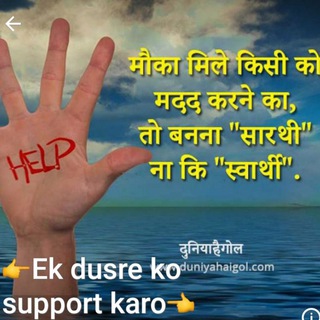 मौका मिले किसी को
मदद करने का,
तो बनना "सारथी"
ना कि "स्वार्थी".
HELP
दुनियाहैगोल
duniyahaigol.com
👉Ek dusre ko
support karo👈